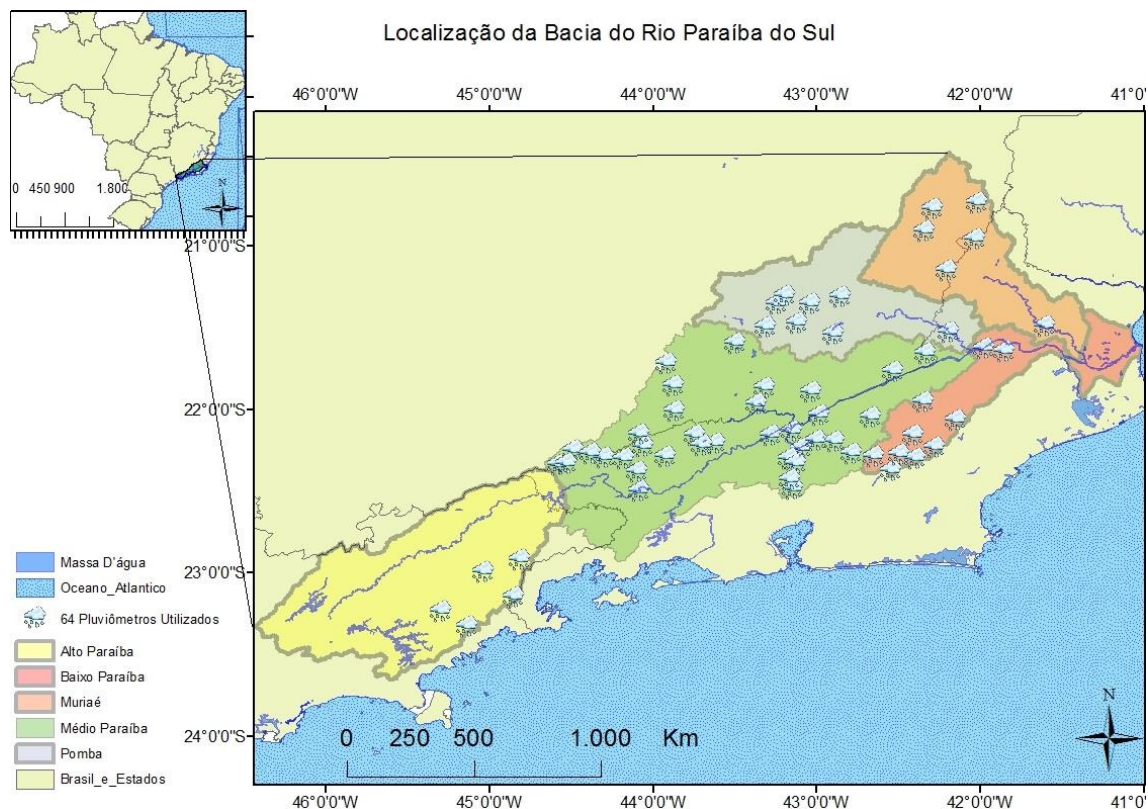 Localização da Bacia do Rio Paraíba do Sul
46°0'0"W 45°0'0"W 44°0'0"W 43°0'0"W 42°0'0"W 41°0'0"W
0 450 900 1.800
N
21°0'0"S
22°0'0"S
23°0'0"S
24°0'0"S
Massa D'água
Oceano_Atlantico
64 Pluviômetros Utilizados
Alto Paraíba
Baixo Paraíba
Muriaé
Médio Paraíba
Pomba
Brasil_e_Estados
0 250 500 1.000 Km
N
46°0'0"W 45°0'0"W 44°0'0"W 43°0'0"W 42°0'0"W 41°0'0"W